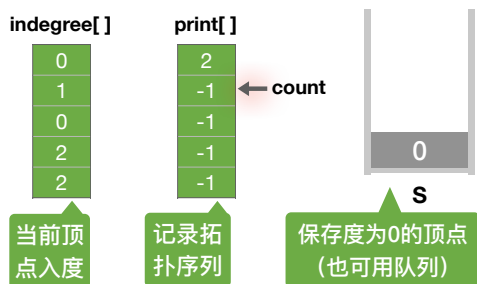 indegree[ ]
print[ ]
0
1
0
2
2
2
-1
-1
-1
-1
count
0
S
当前顶
点入度
记录拓
扑序列
保存度为0的顶点
（也可用队列）